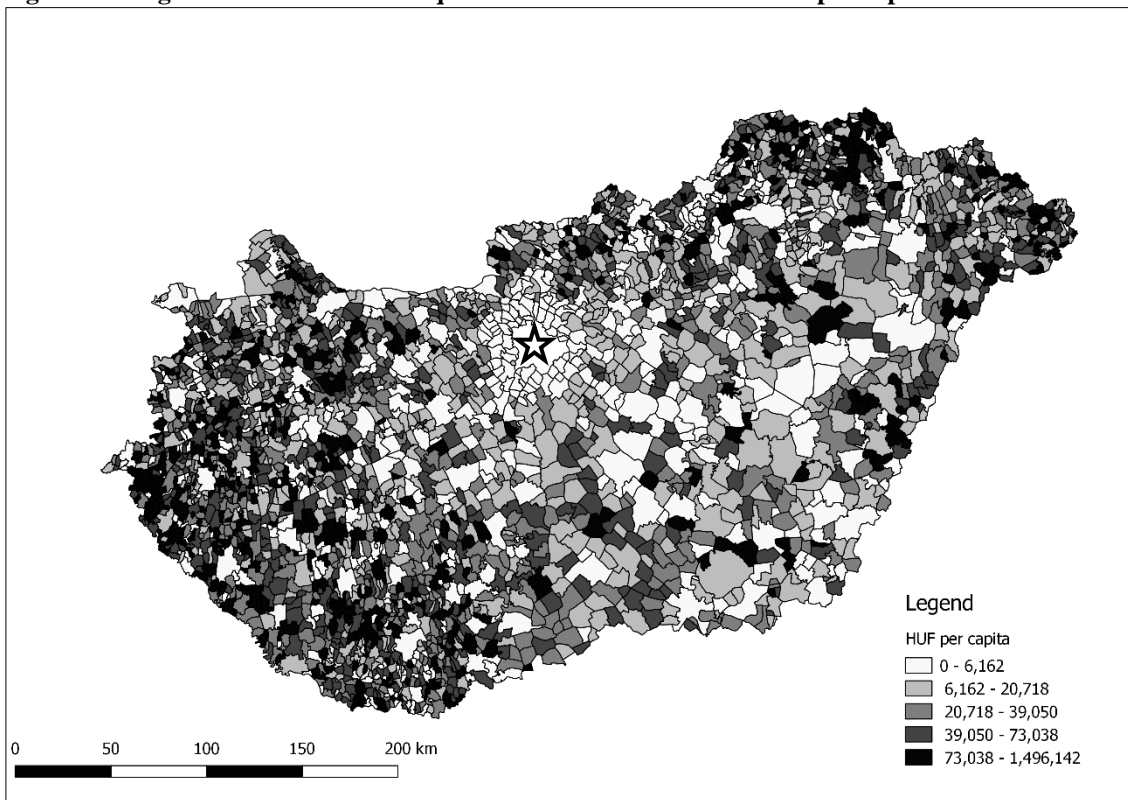 Legend
HUF per capita
0 - 6,162
6,162 - 20,718
20,718 - 39,050
39,050 - 73,038
73,038 - 1,496,142
0 50 100 150 200 km